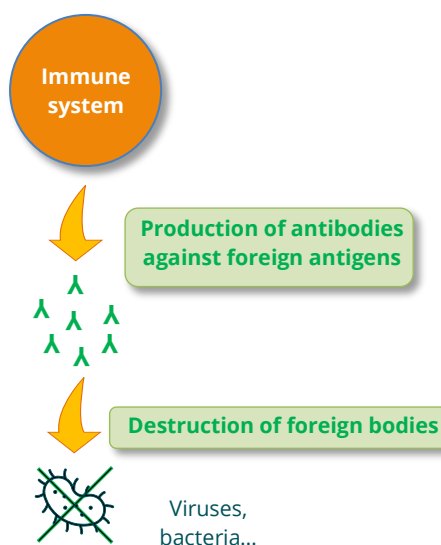 Immune
system
Production of antibodies
against foreign antigens
Destruction of foreign bodies
Viruses,
bacteria...